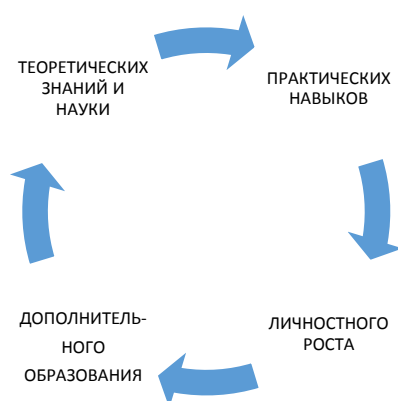 ТЕОРЕТИЧЕСКИХ
ЗНАНИЙ И
НАУКИ
ПРАКТИЧЕСКИХ
НАВЫКОВ
ЛИЧНОСТНОГО
РОСТА
ДОПОЛНИТЕЛЬ-
НОГО
ОБРАЗОВАНИЯ